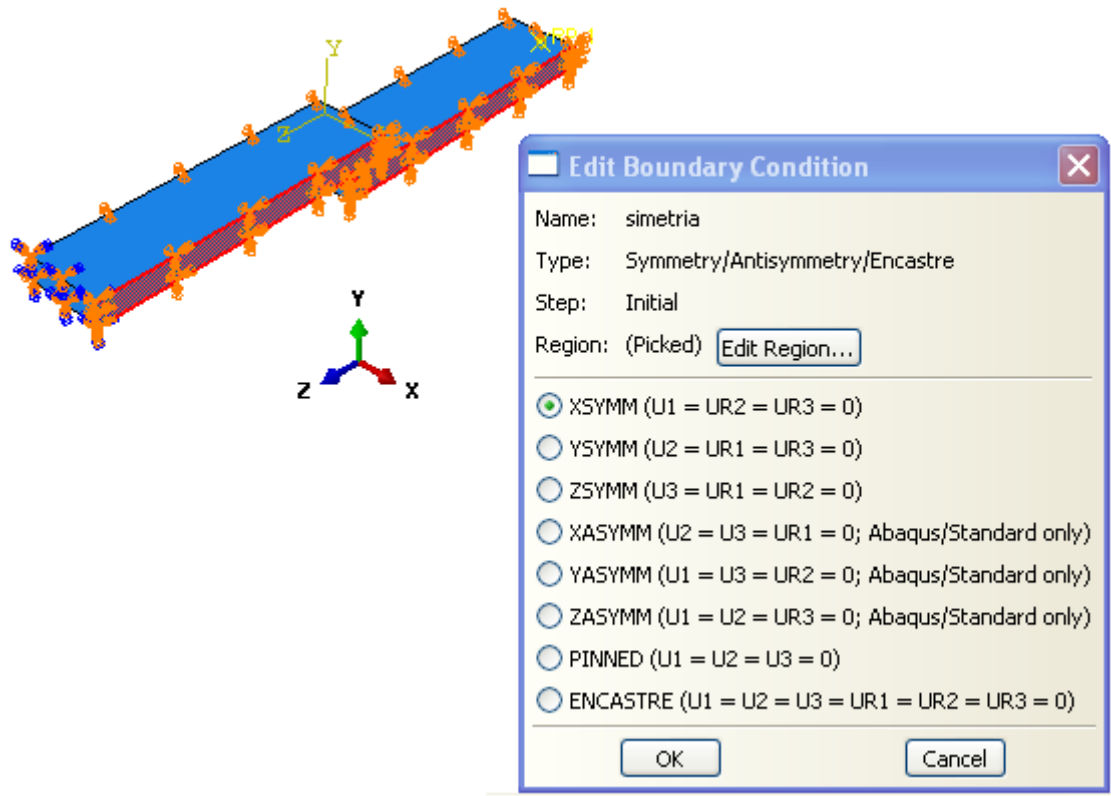 Y
RP-1
Z
Y
Z
X
Edit Boundary Condition
Name: simetria
Type: Symmetry/Antisymmetry/Encastre
Step: Initial
Region: (Picked) Edit Region...
XSYMM (U1 = UR2 = UR3 = 0)
YSYMM (U2 = UR1 = UR3 = 0)
ZSYMM (U3 = UR1 = UR2 = 0)
XASYMM (U2 = U3 = UR1 = 0; Abaqus/Standard only)
YASYMM (U1 = U3 = UR2 = 0; Abaqus/Standard only)
ZASYMM (U1 = U2 = UR3 = 0; Abaqus/Standard only)
PINNED (U1 = U2 = U3 = 0)
ENCASTRE (U1 = U2 = U3 = UR1 = UR2 = UR3 = 0)
OK Cancel